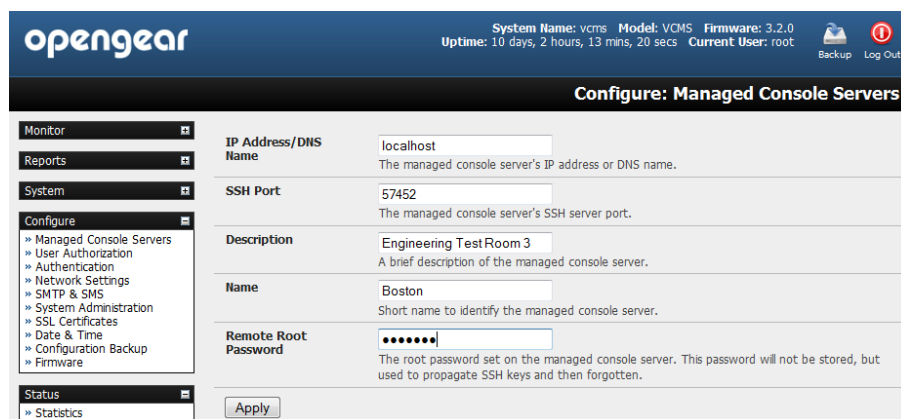 opengear
System Name: vcms Model: VCMS Firmware: 3.2.0
Uptime: 10 days, 2 hours, 13 mins, 20 secs Current User: root
Backup
Log Out
Configure: Managed Console Servers
Monitor
Reports
System
Configure
» Managed Console Servers
» User Authorization
» Authentication
» Network Settings
» SMTP & SMS
» System Administration
» SSL Certificates
» Date & Time
» Configuration Backup
» Firmware
Status
» Statistics
IP Address/DNS
Name
localhost
The managed console server's IP address or DNS name.
SSH Port
57452
The managed console server's SSH server port.
Description
Engineering Test Room 3
A brief description of the managed console server.
Name
Boston
Short name to identify the managed console server.
Remote Root
Password
•••••••
The root password set on the managed console server. This password will not be stored, but
used to propagate SSH keys and then forgotten.
Apply